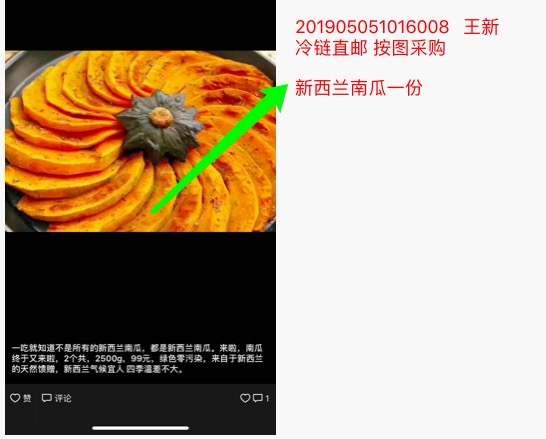 201905051016008 王新
冷链直邮 按图采购
新西兰南瓜一份
一吃就知道不是所有的新西兰南瓜，都是新西兰南瓜。来啦，南瓜
终于又来啦，2个共，2500g，99元，绿色零污染，来自于新西兰
的天然馈赠，新西兰气候宜人 四季温差不大。
赞 评论 1